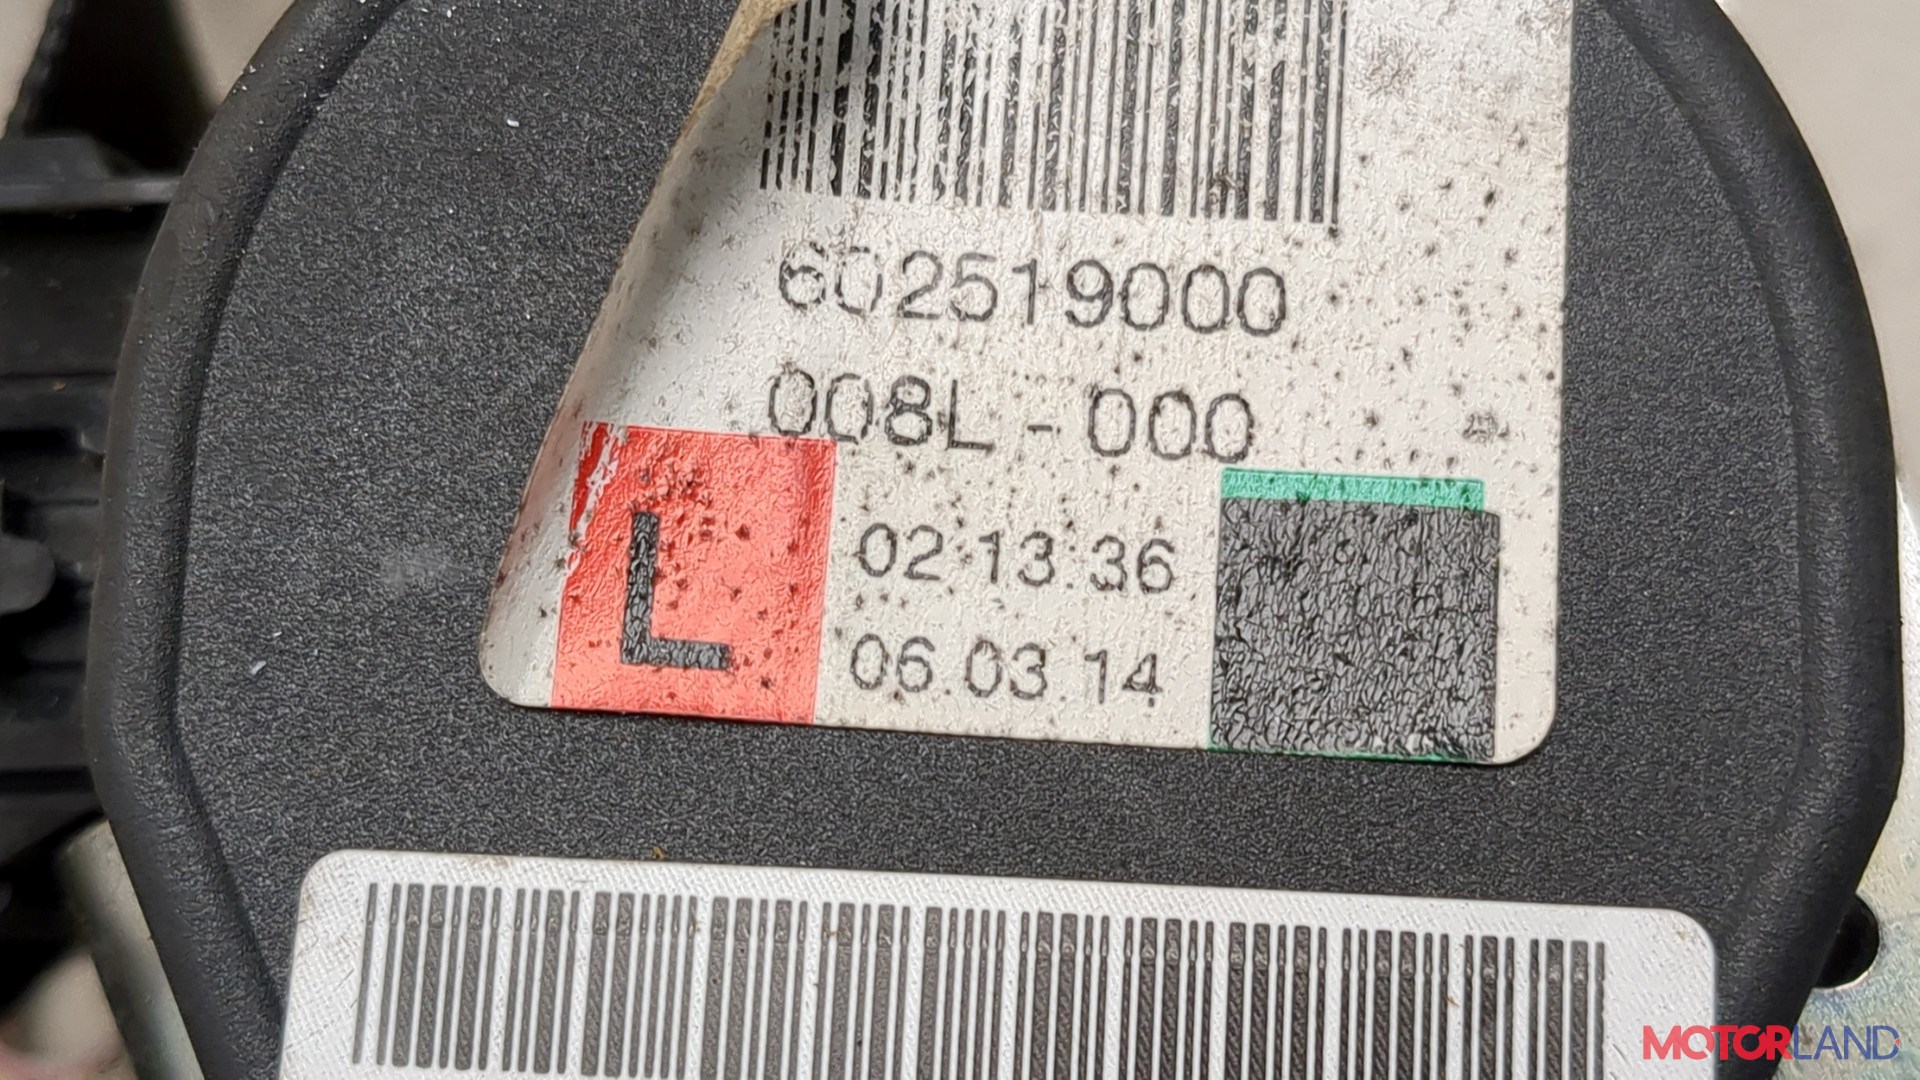 602519000
008L - 000
L
02 13.36
06.03.14
MOTORLAND